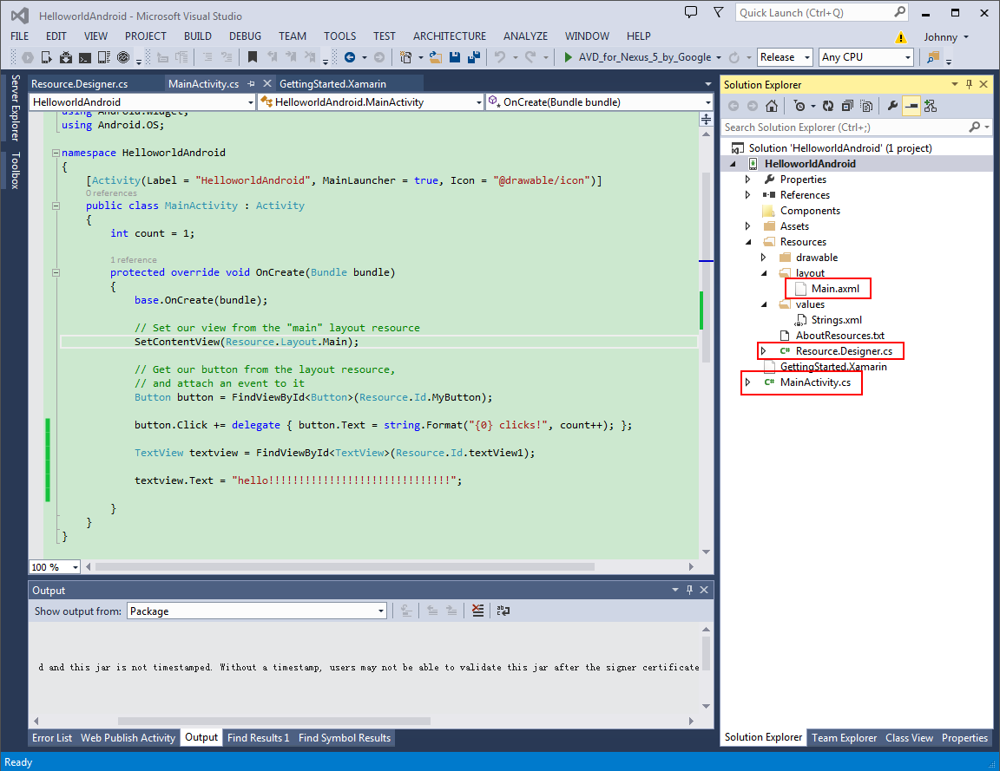 HelloworldAndroid - Microsoft Visual Studio
Quick Launch (Ctrl+Q)
FILE EDIT VIEW PROJECT BUILD DEBUG TEAM TOOLS TEST ARCHITECTURE ANALYZE WINDOW HELP
Johnny
AVD_for_Nexus_5_by_Google Release Any CPU
Server Explorer
Toolbox
Resource.Designer.cs MainActivity.cs GettingStarted.Xamarin
HelloworldAndroid HelloworldAndroid.MainActivity OnCreate(Bundle bundle)
using Android.Widget;
using Android.OS;
namespace HelloworldAndroid
{
[Activity(Label = "HelloworldAndroid", MainLauncher = true, Icon = "@drawable/icon")]
0 references
public class MainActivity : Activity
{
int count = 1;
1 reference
protected override void OnCreate(Bundle bundle)
{
base.OnCreate(bundle);
// Set our view from the "main" layout resource
SetContentView(Resource.Layout.Main);
// Get our button from the layout resource,
// and attach an event to it
Button button = FindViewById<Button>(Resource.Id.MyButton);
button.Click += delegate { button.Text = string.Format("{0} clicks!", count++); };
TextView textview = FindViewById<TextView>(Resource.Id.textView1);
textview.Text = "hello!!!!!!!!!!!!!!!!!!!!!!!!!!!!!!";
}
}
}
100 %
Output
Show output from: Package
d and this jar is not timestamped. Without a timestamp, users may not be able to validate this jar after the signer certificate
Error List Web Publish Activity Output Find Results 1 Find Symbol Results
Solution Explorer
Search Solution Explorer (Ctrl+;)
Solution 'HelloworldAndroid' (1 project)
HelloworldAndroid
Properties
References
Components
Assets
Resources
drawable
layout
Main.axml
values
Strings.xml
AboutResources.txt
C# Resource.Designer.cs
GettingStarted.Xamarin
C# MainActivity.cs
Solution Explorer Team Explorer Class View Properties
Ready